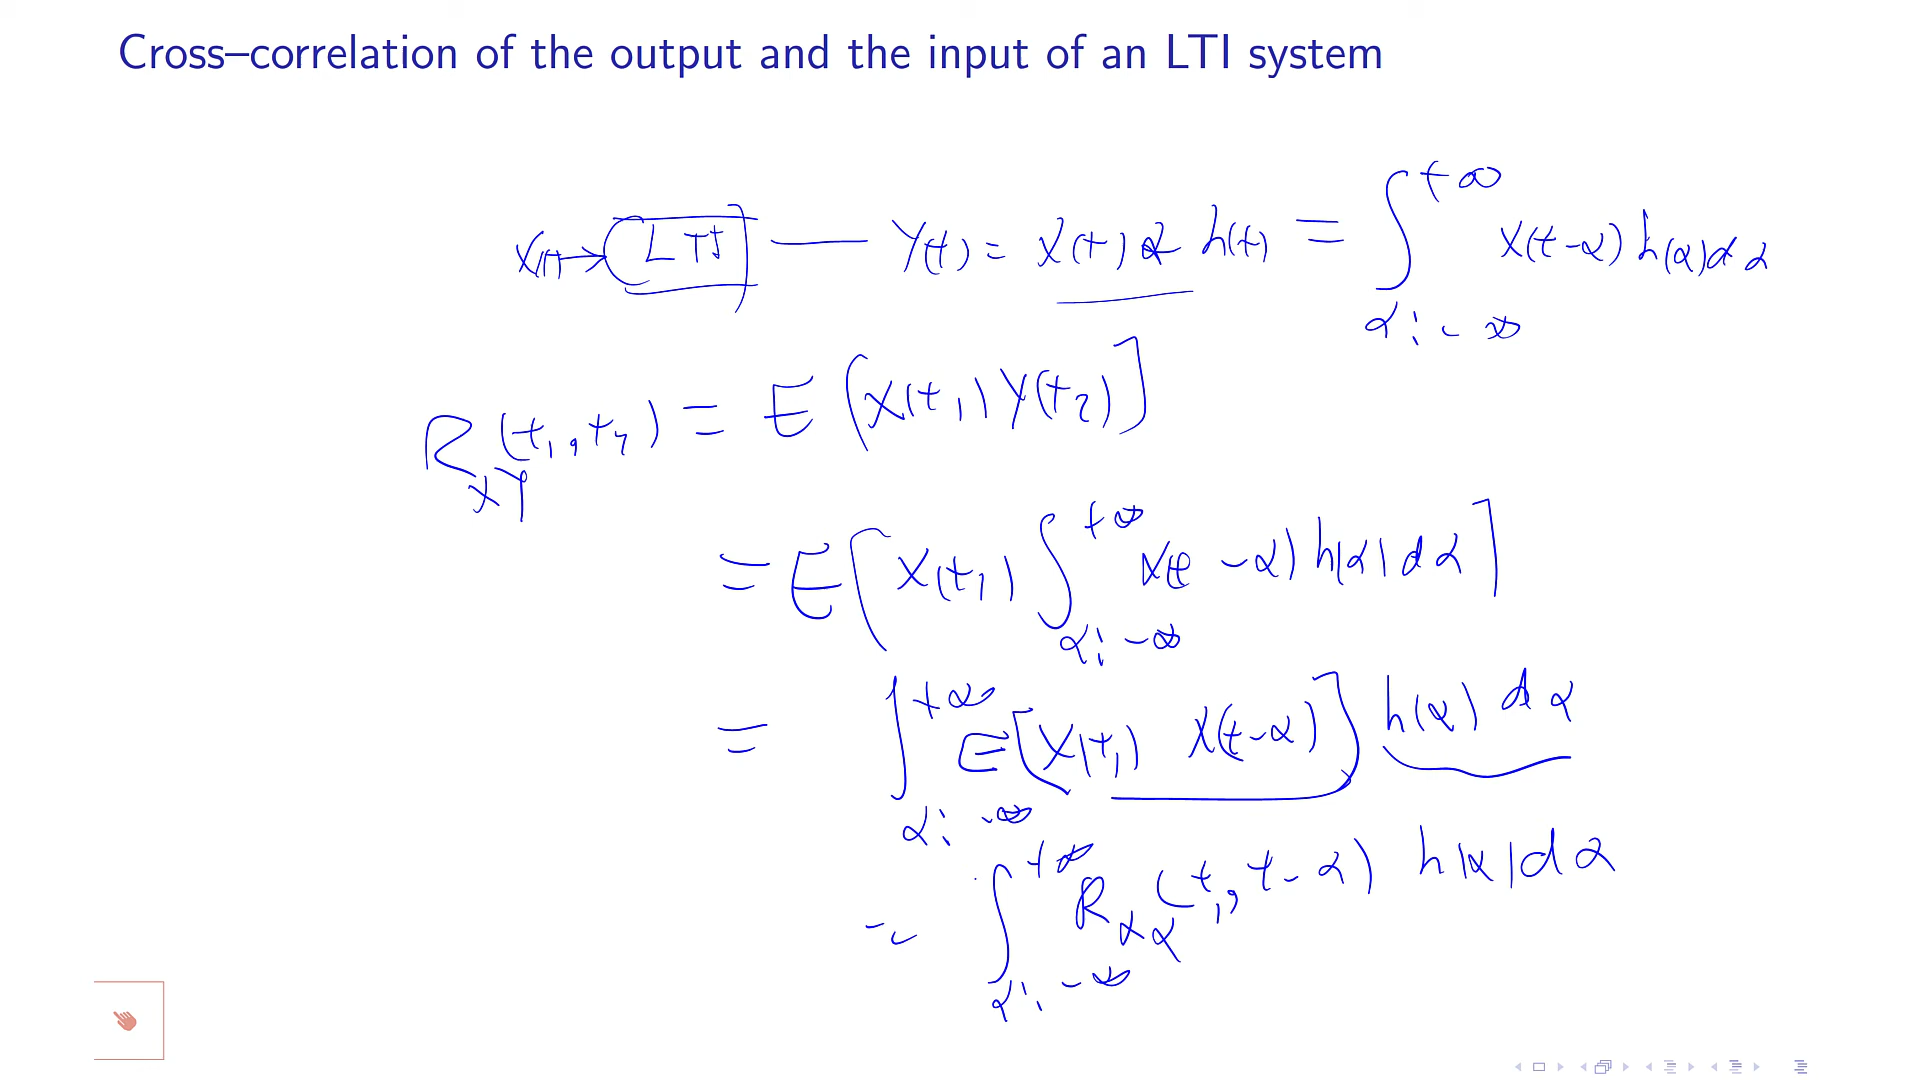 Cross–correlation of the output and the input of an LTI system
X(t) → LTI — Y(t) = X(t) * h(t) = ∫_{α:-∞}^{+∞} X(t-α) h(α) dα
R_{XY}(t₁, t₂) = E[X(t₁) Y(t₂)]
= E[X(t₁) ∫_{α:-∞}^{+∞} X(t-α) h(α) dα]
= ∫_{α:-∞}^{+∞} E[X(t₁) X(t-α)] h(α) dα
= ∫_{α:-∞}^{+∞} R_{XX}(t₁, t-α) h(α) dα